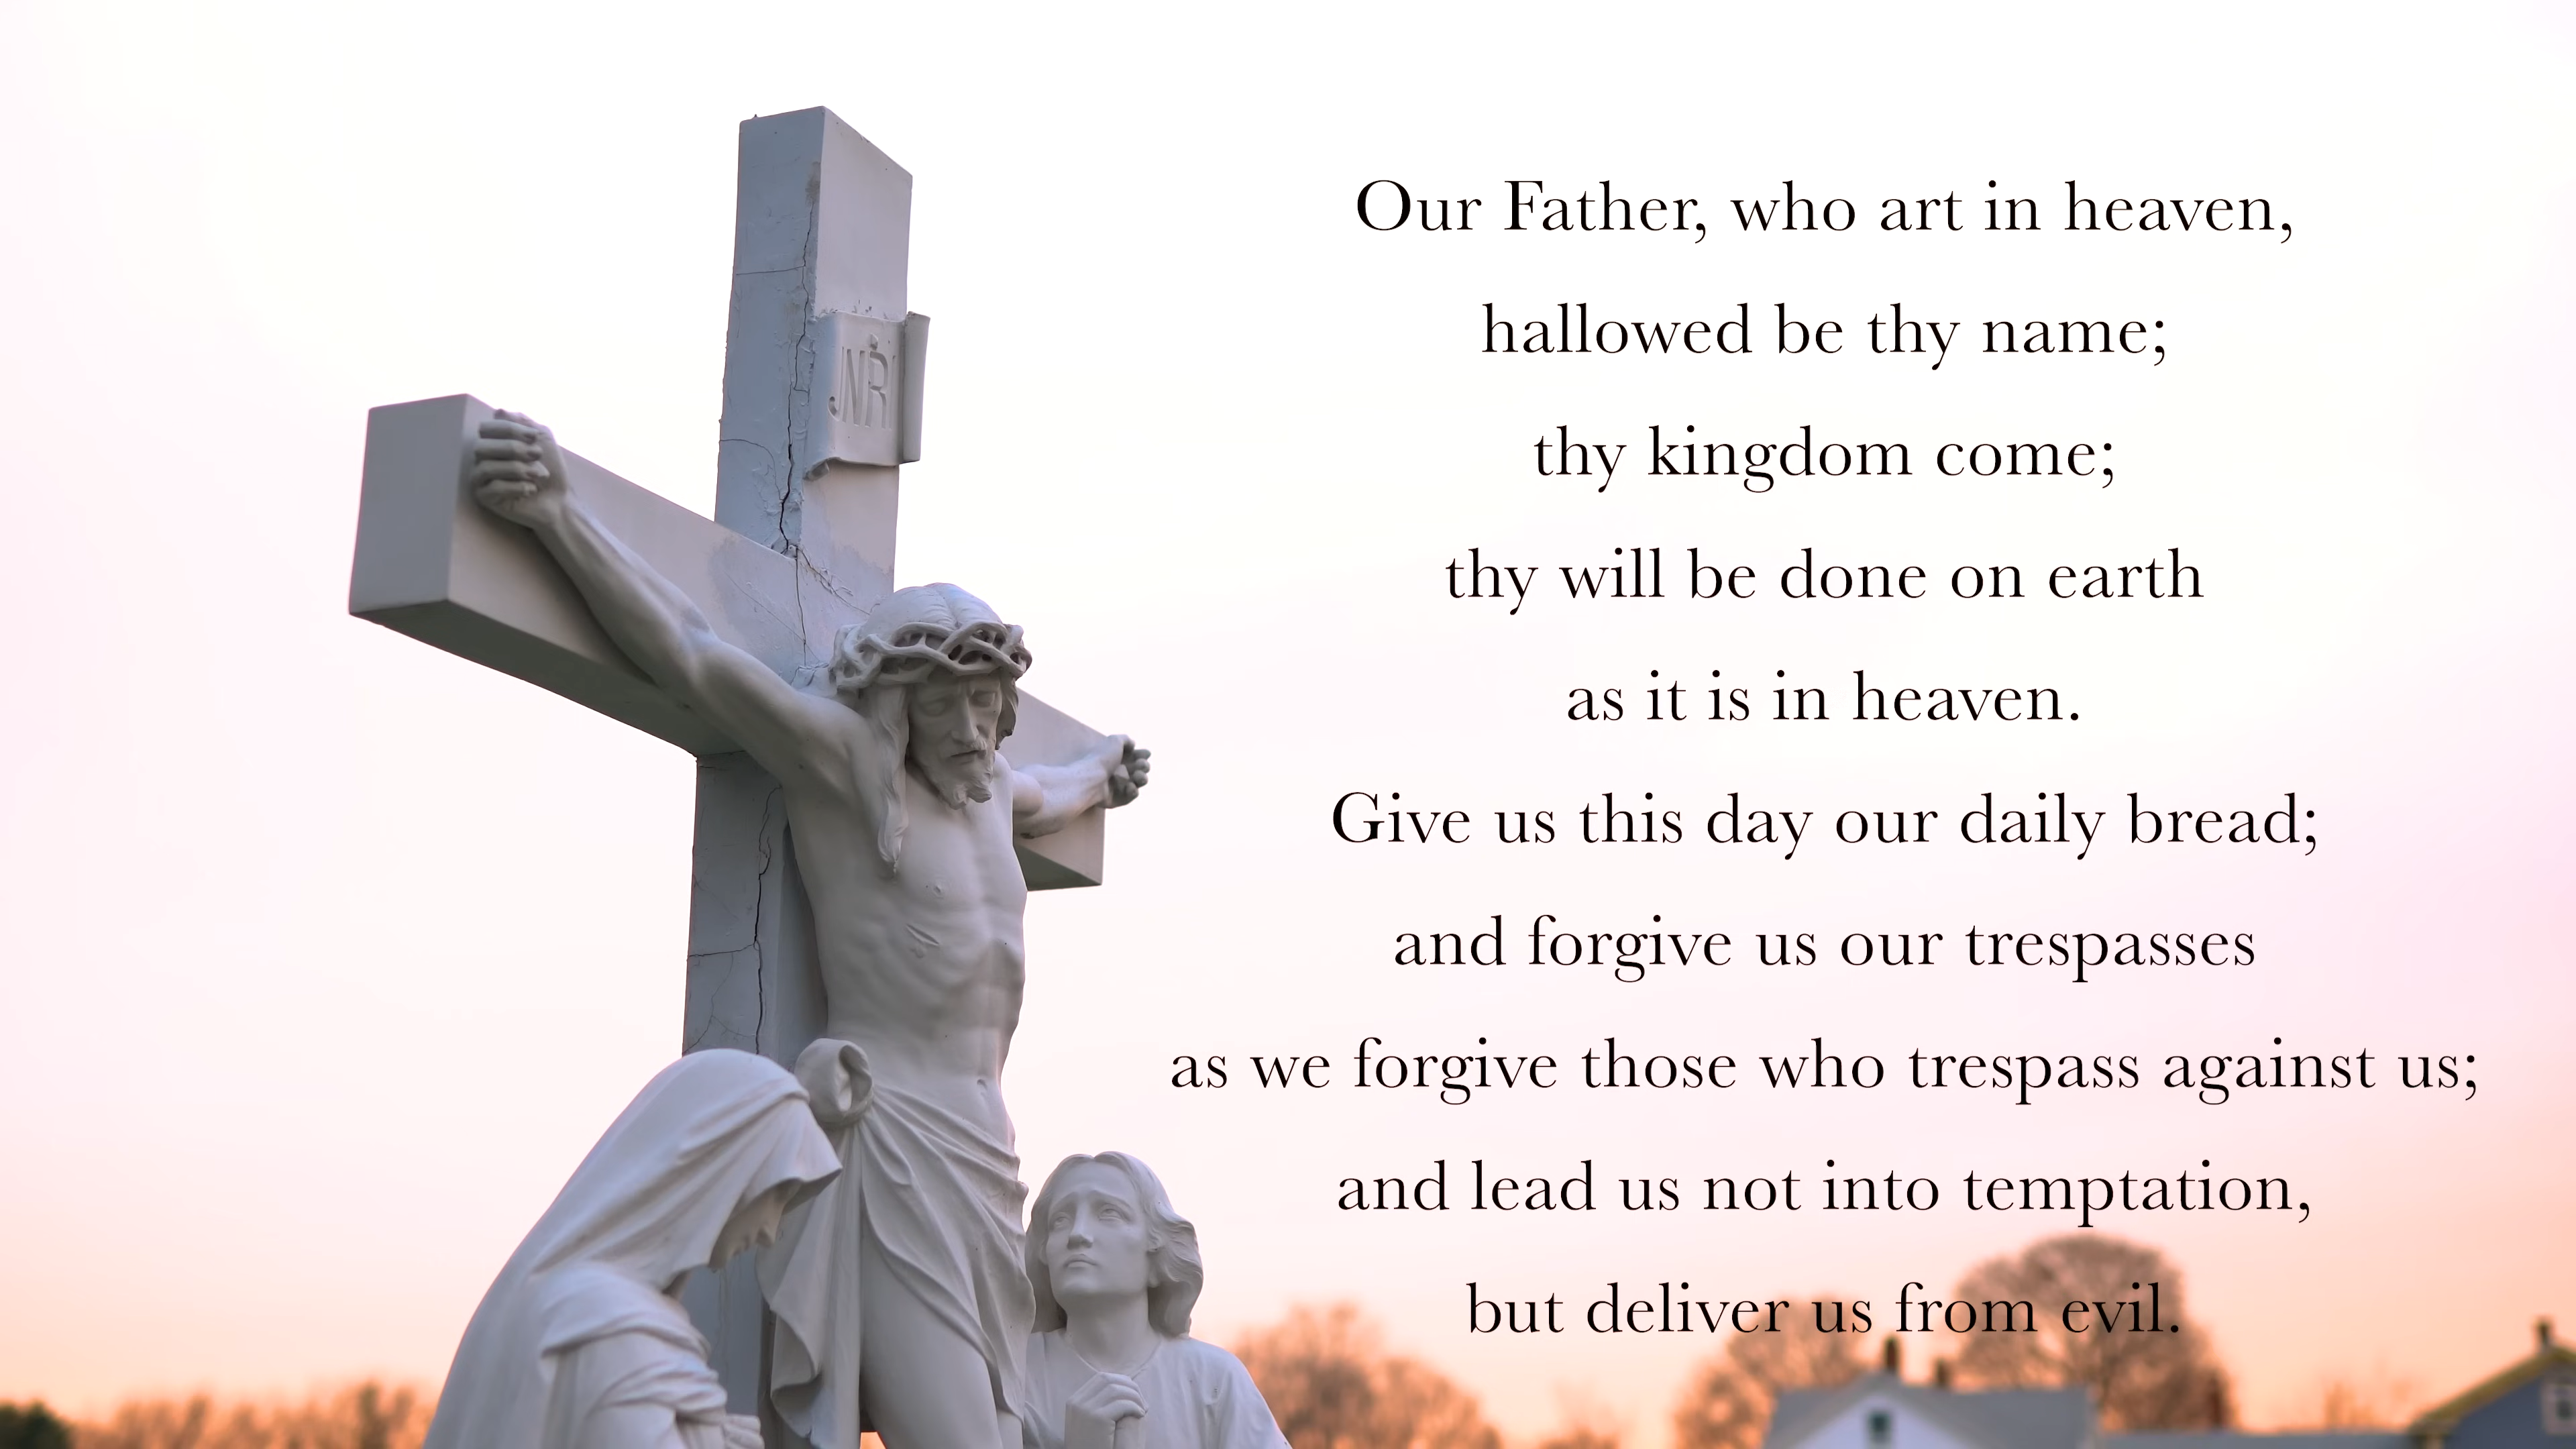 JNRI
Our Father, who art in heaven,
hallowed be thy name;
thy kingdom come;
thy will be done on earth
as it is in heaven.
Give us this day our daily bread;
and forgive us our trespasses
as we forgive those who trespass against us;
and lead us not into temptation,
but deliver us from evil.